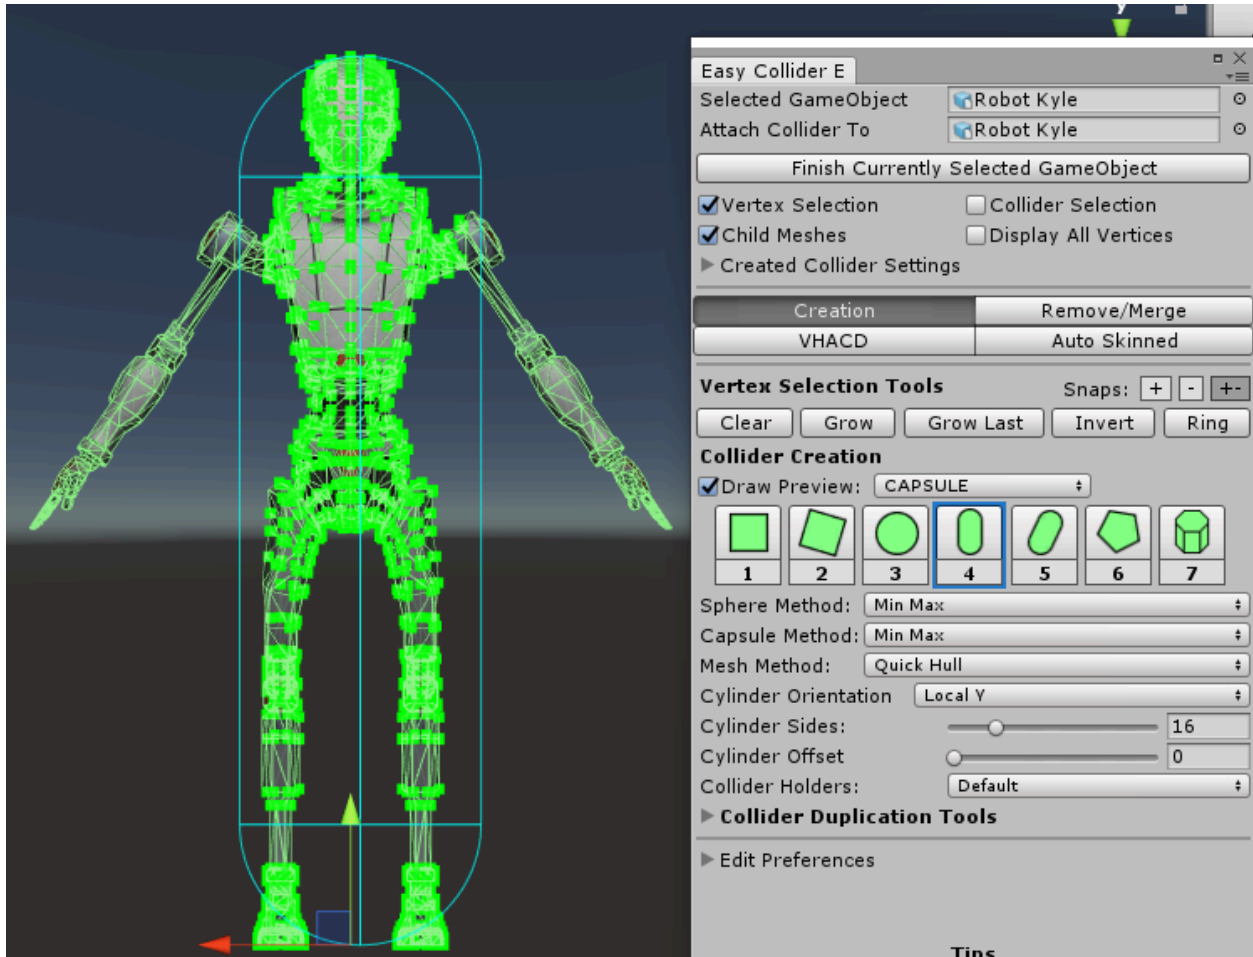 y
Easy Collider E
Selected GameObject Robot Kyle
Attach Collider To Robot Kyle
Finish Currently Selected GameObject
Vertex Selection Collider Selection
Child Meshes Display All Vertices
Created Collider Settings
Creation Remove/Merge
VHACD Auto Skinned
Vertex Selection Tools Snaps: + - +-
Clear Grow Grow Last Invert Ring
Collider Creation
Draw Preview: CAPSULE
1 2 3 4 5 6 7
Sphere Method: Min Max
Capsule Method: Min Max
Mesh Method: Quick Hull
Cylinder Orientation Local Y
Cylinder Sides: 16
Cylinder Offset 0
Collider Holders: Default
Collider Duplication Tools
Edit Preferences
Tips